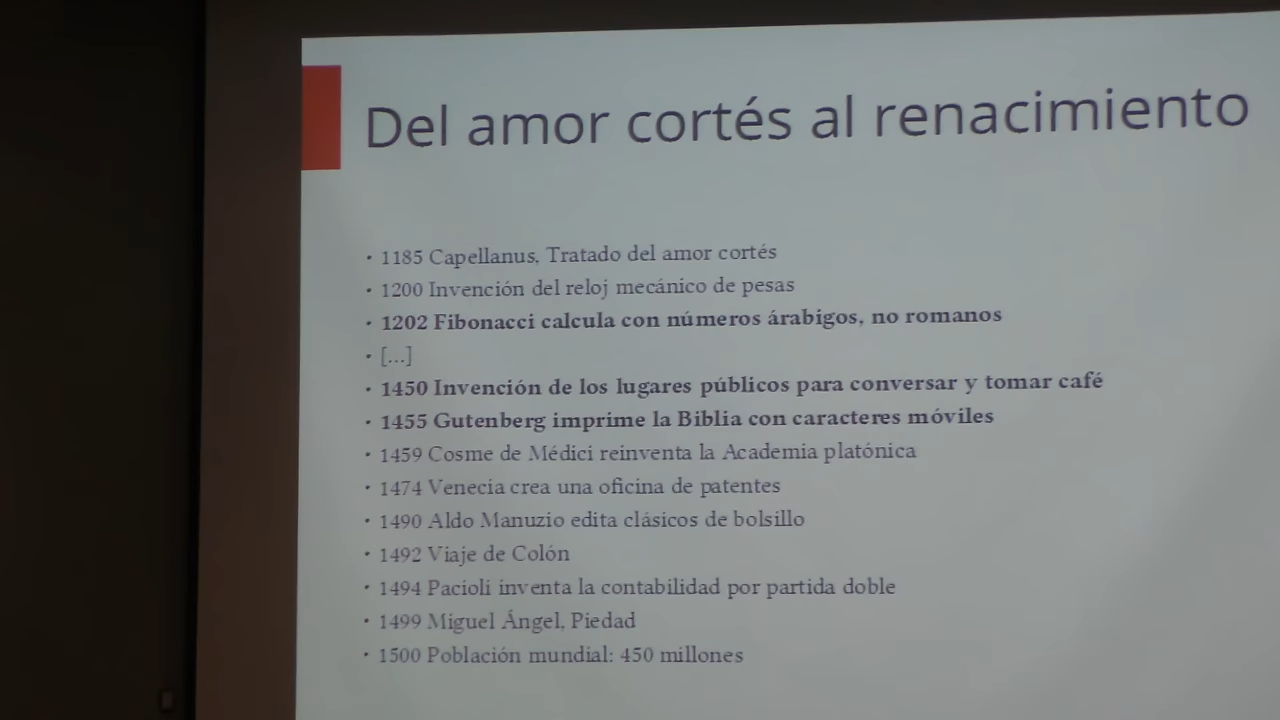 Del amor cortés al renacimiento
• 1185 Capellanus, Tratado del amor cortés
• 1200 Invención del reloj mecánico de pesas
• 1202 Fibonacci calcula con números árabigos, no romanos
• [...]
• 1450 Invención de los lugares públicos para conversar y tomar café
• 1455 Gutenberg imprime la Biblia con caracteres móviles
• 1459 Cosme de Médici reinventa la Academia platónica
• 1474 Venecia crea una oficina de patentes
• 1490 Aldo Manuzio edita clásicos de bolsillo
• 1492 Viaje de Colón
• 1494 Pacioli inventa la contabilidad por partida doble
• 1499 Miguel Ángel, Piedad
• 1500 Población mundial: 450 millones